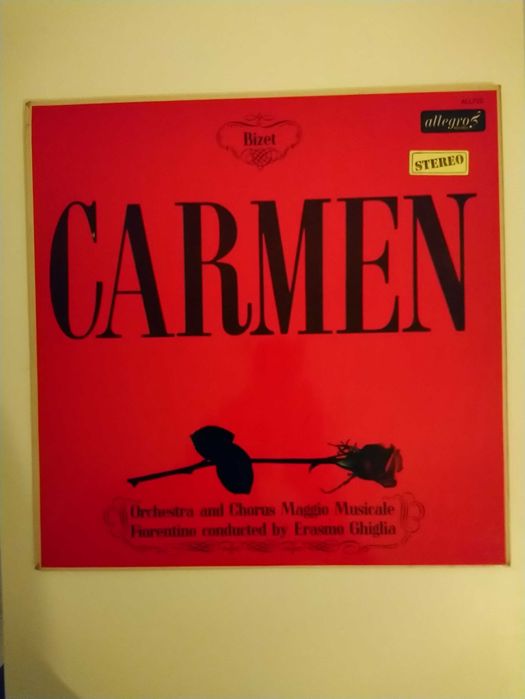 allegro
Bizet
STEREO
CARMEN
Orchestra and Chorus Maggio Musicale
Fiorentino conducted by Erasmo Ghiglia